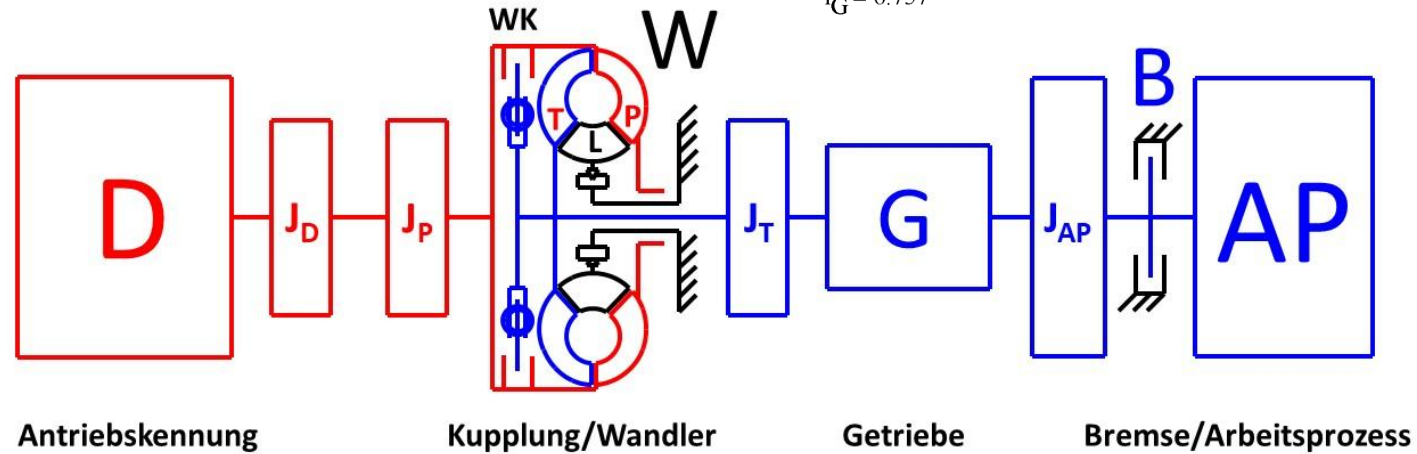 WK
W
B
T
P
L
D
J_D
J_P
J_T
G
J_AP
AP
Antriebskennung
Kupplung/Wandler
Getriebe
Bremse/Arbeitsprozess